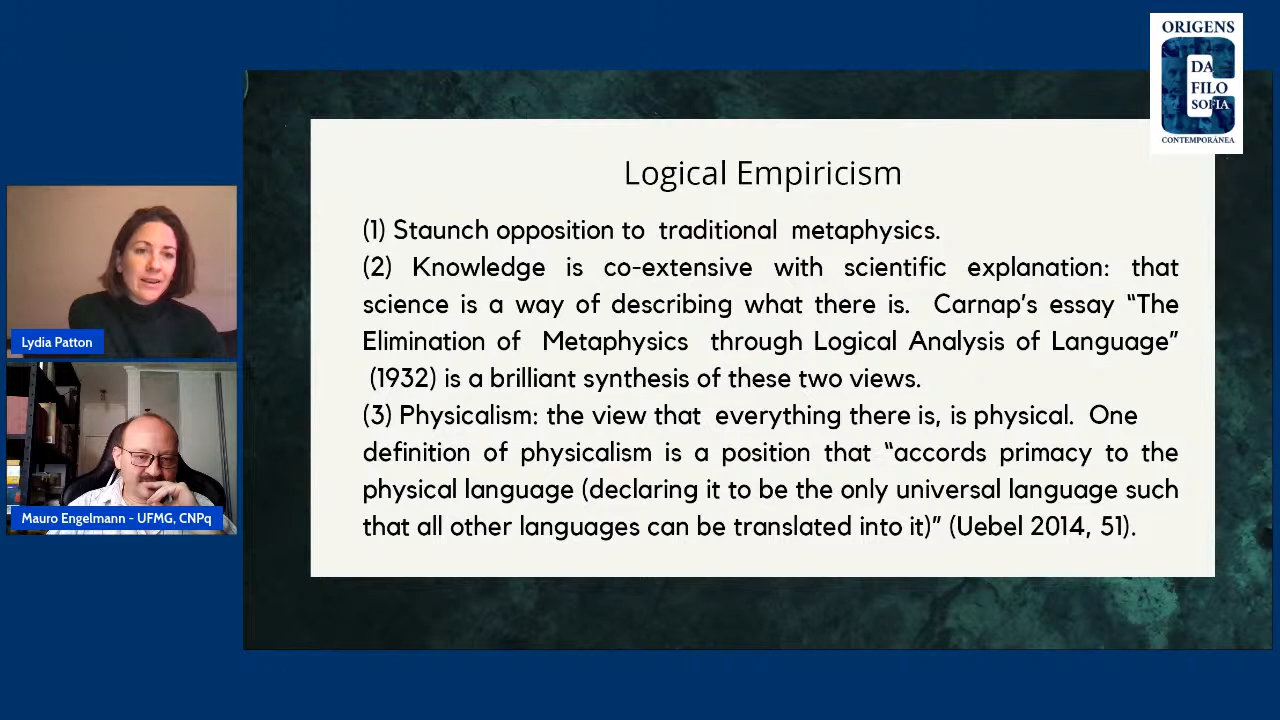 ORIGENS
DA
FILO
SOFIA
CONTEMPORÂNEA
Logical Empiricism
(1) Staunch opposition to traditional metaphysics.
(2) Knowledge is co-extensive with scientific explanation: that
science is a way of describing what there is. Carnap's essay “The
Elimination of Metaphysics through Logical Analysis of Language”
(1932) is a brilliant synthesis of these two views.
(3) Physicalism: the view that everything there is, is physical. One
definition of physicalism is a position that “accords primacy to the
physical language (declaring it to be the only universal language such
that all other languages can be translated into it)” (Uebel 2014, 51).
Lydia Patton
Mauro Engelmann - UFMG, CNPq